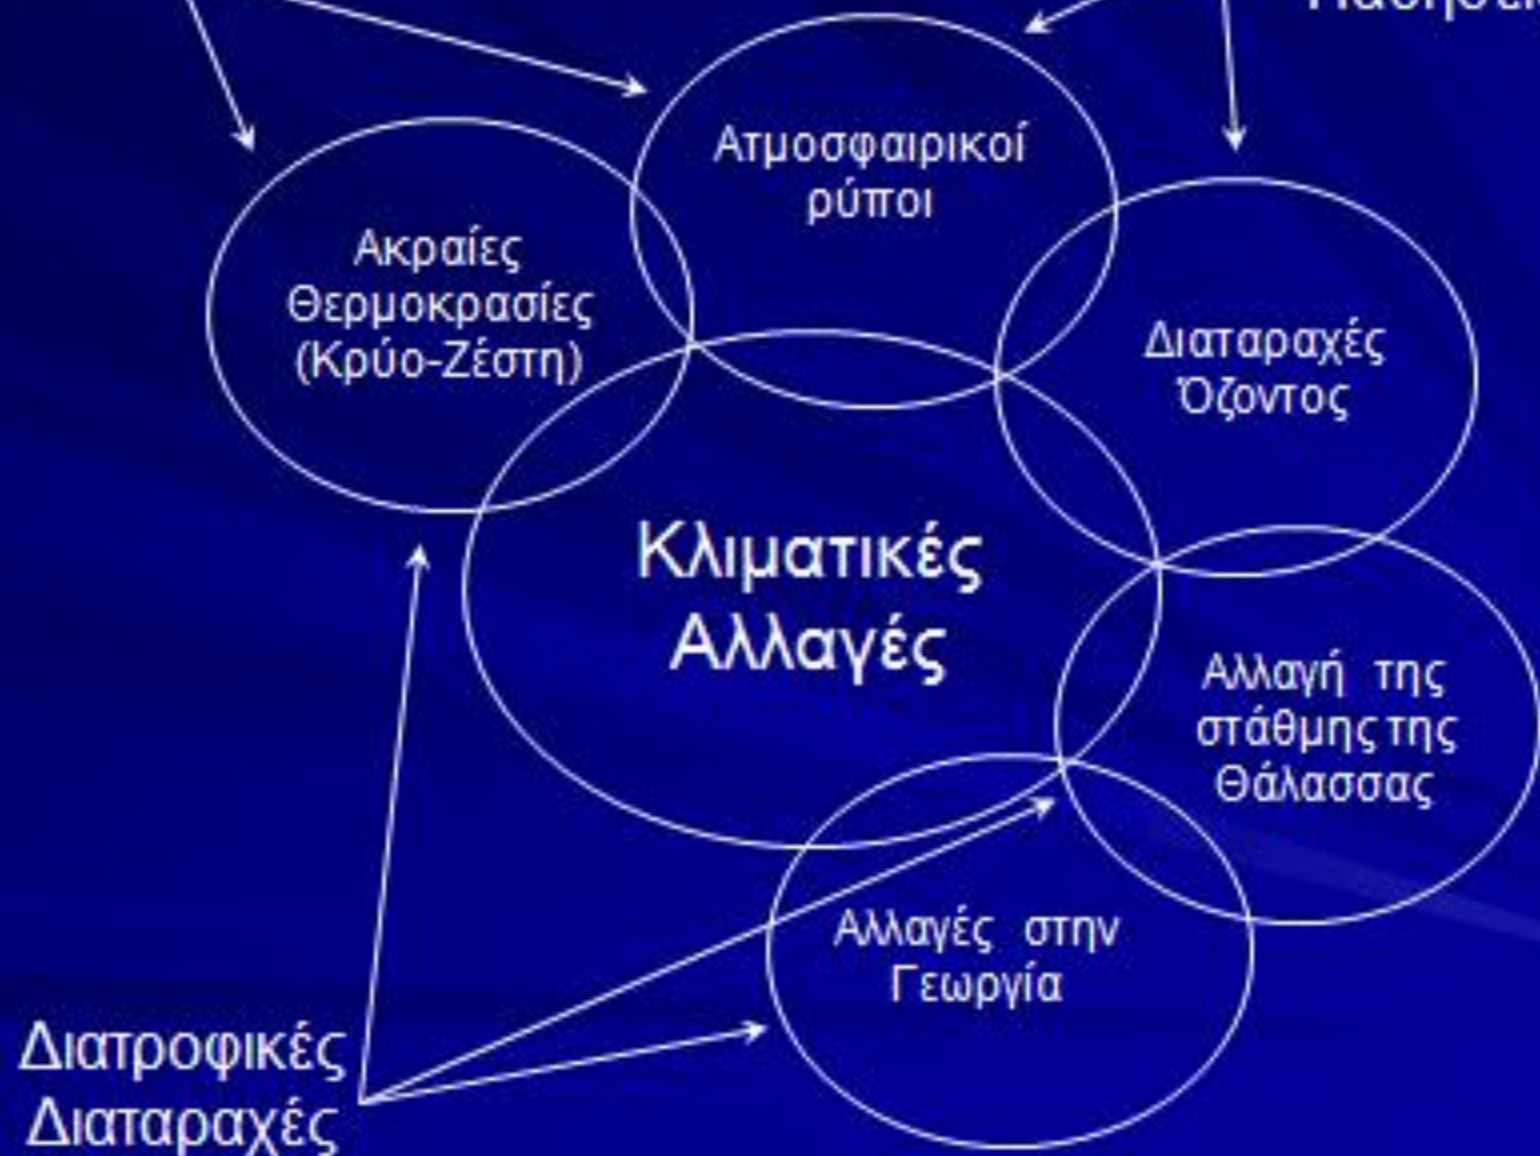 Ατμοσφαιρικοί
ρύποι
Ακραίες
Θερμοκρασίες
(Κρύο-Ζέστη)
Διαταραχές
Όζοντος
Κλιματικές
Αλλαγές
Αλλαγή της
στάθμης της
Θάλασσας
Αλλαγές στην
Γεωργία
Διατροφικές
Διαταραχές